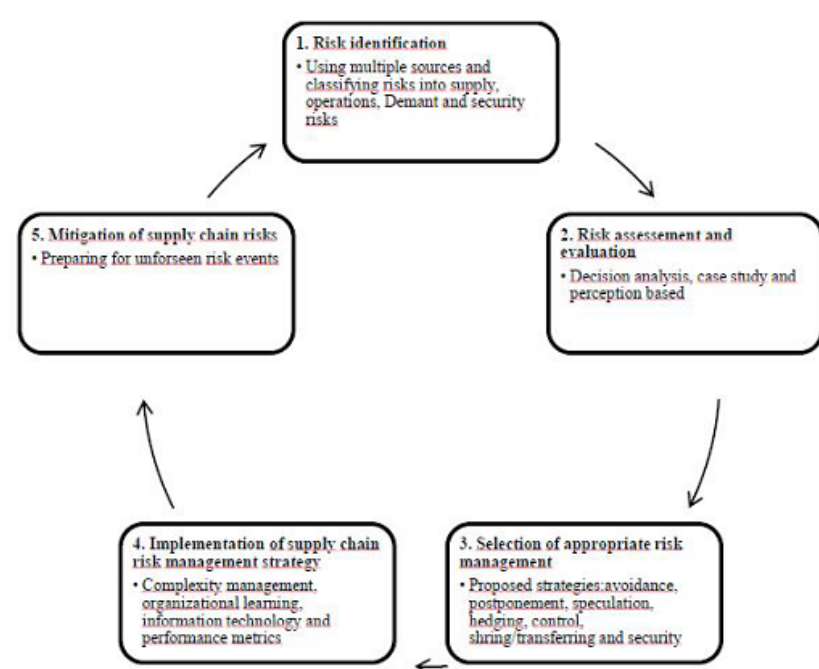 1. Risk identification
• Using multiple sources and
classifying risks into supply,
operations, Demant and security
risks
2. Risk assessement and
evaluation
• Decision analysis, case study and
perception based
3. Selection of appropriate risk
management
• Proposed strategies:avoidance,
postponement, speculation,
hedging, control,
shring/transferring and security
4. Implementation of supply chain
risk management strategy
• Complexity management,
organizational learning,
information technology and
performance metrics
5. Mitigation of supply chain risks
• Preparing for unforseen risk events